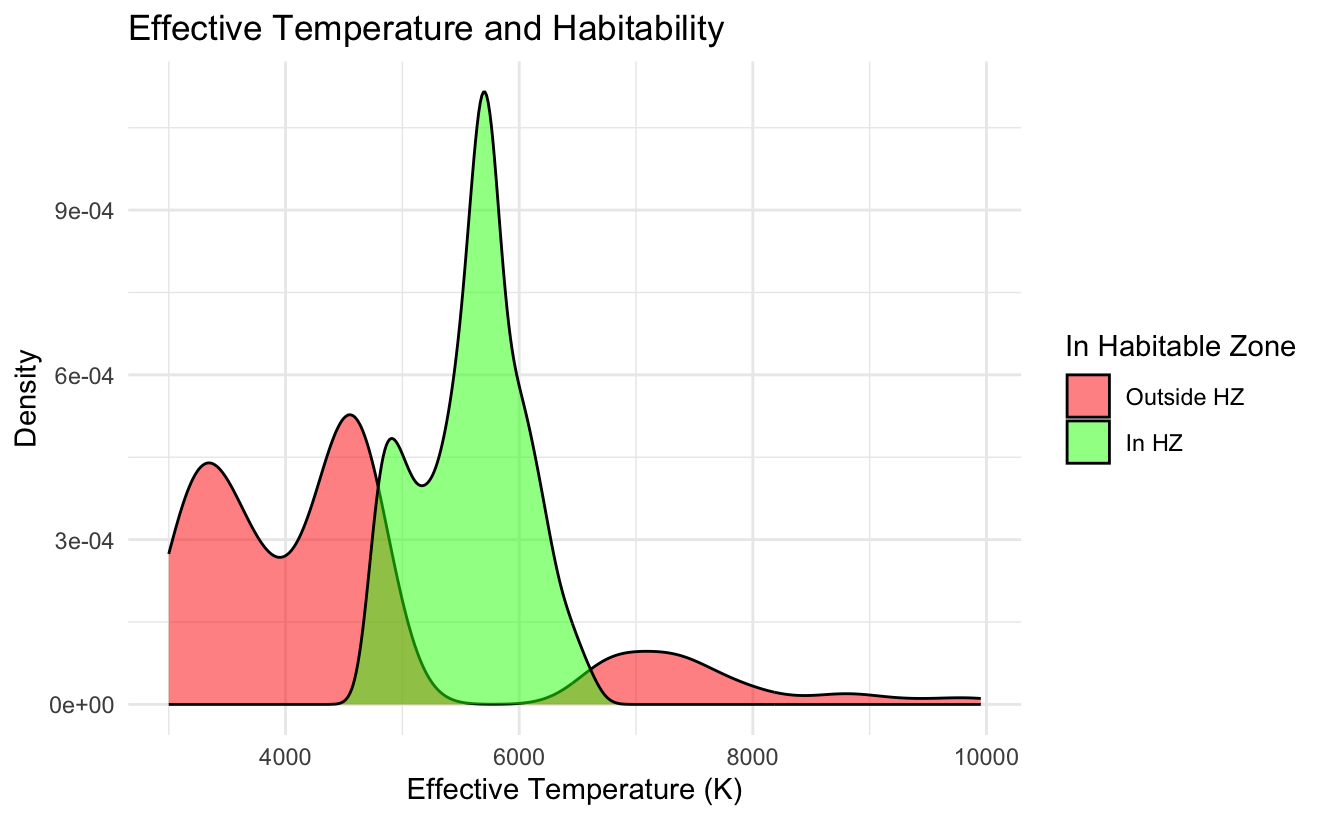 Effective Temperature and Habitability
Density
9e-04
6e-04
3e-04
0e+00
4000 6000 8000 10000
Effective Temperature (K)
In Habitable Zone
Outside HZ
In HZ